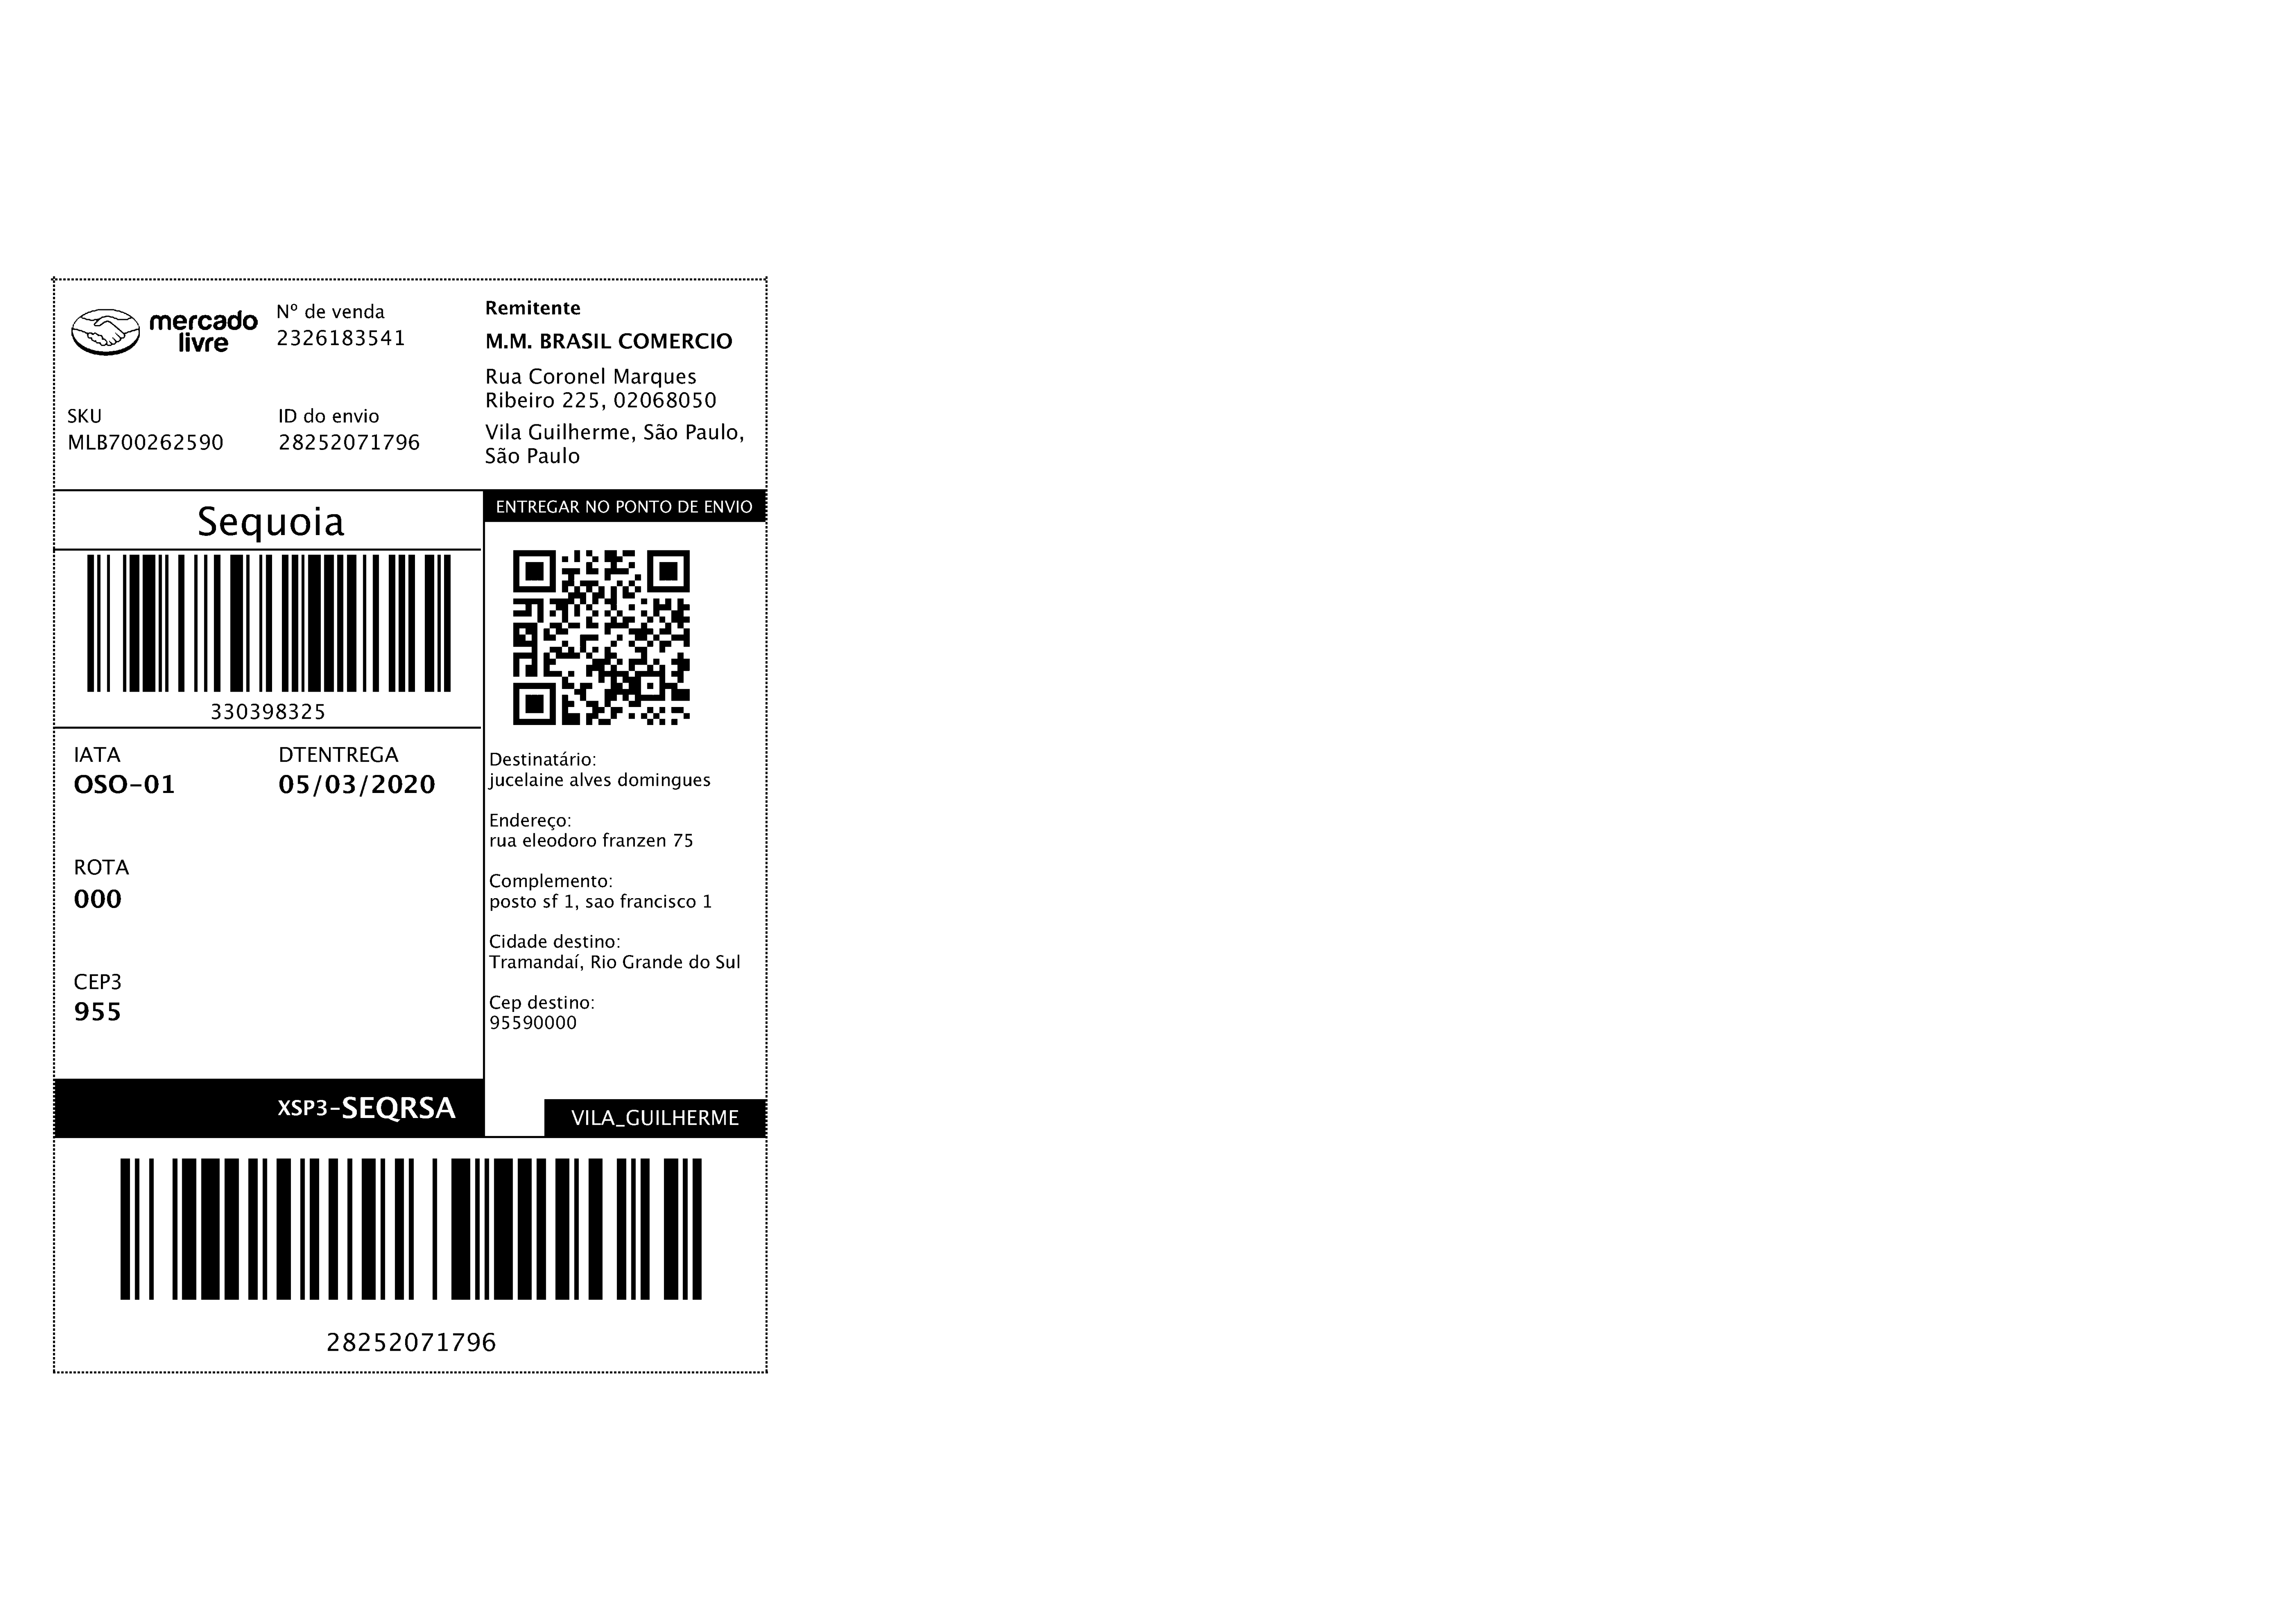 mercado
livre
Nº de venda
2326183541
SKU
MLB700262590
ID do envio
28252071796
Remitente
M.M. BRASIL COMERCIO
Rua Coronel Marques
Ribeiro 225, 02068050
Vila Guilherme, São Paulo,
São Paulo
Sequoia
330398325
IATA
OSO-01
DTENTREGA
05/03/2020
ROTA
000
CEP3
955
XSP3-SEQRSA
ENTREGAR NO PONTO DE ENVIO
Destinatário:
jucelaine alves domingues
Endereço:
rua eleodoro franzen 75
Complemento:
posto sf 1, sao francisco 1
Cidade destino:
Tramandaí, Rio Grande do Sul
Cep destino:
95590000
VILA_GUILHERME
28252071796